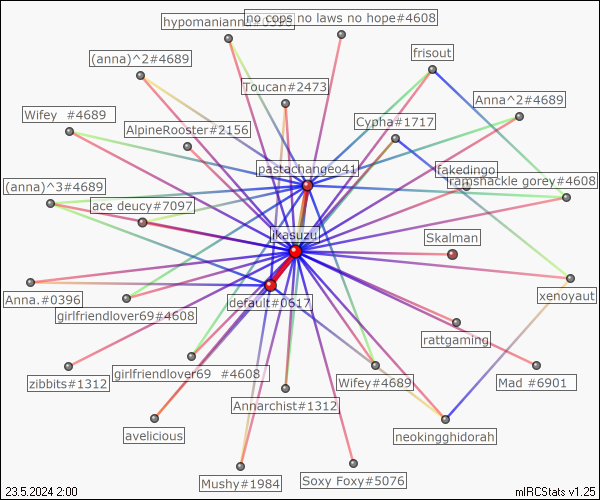 hypomaniann
no cops no laws no hope#4608
(anna)^2#4689
frisout
Toucan#2473
Anna^2#4689
Wifey #4689
AlpineRooster#2156
Cypha#1717
pastachangeo41
fakedingo
ramshackle gorey#4608
(anna)^3#4689
ace deucy#7097
ikasuzu
Skalman
Anna.#0396
default#0617
xenoyaut
girlfriendlover69#4608
rattgaming
zibbits#1312
girlfriendlover69 #4608
Wifey#4689
Mad #6901
Annarchist#1312
avelicious
neokingghidorah
Mushy#1984
Soxy Foxy#5076
23.5.2024 2:00
mIRCStats v1.25